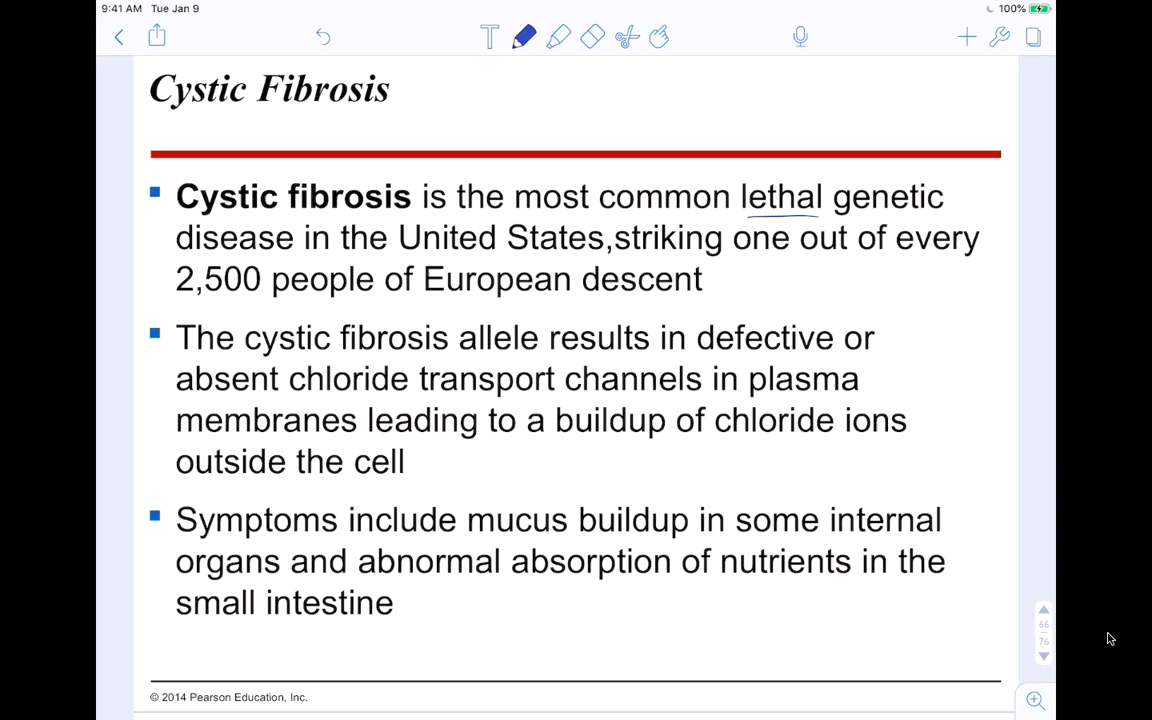 9:41 AM Tue Jan 9
100%
T
Cystic Fibrosis
Cystic fibrosis is the most common lethal genetic
disease in the United States,striking one out of every
2,500 people of European descent
The cystic fibrosis allele results in defective or
absent chloride transport channels in plasma
membranes leading to a buildup of chloride ions
outside the cell
Symptoms include mucus buildup in some internal
organs and abnormal absorption of nutrients in the
small intestine
66
76
© 2014 Pearson Education, Inc.